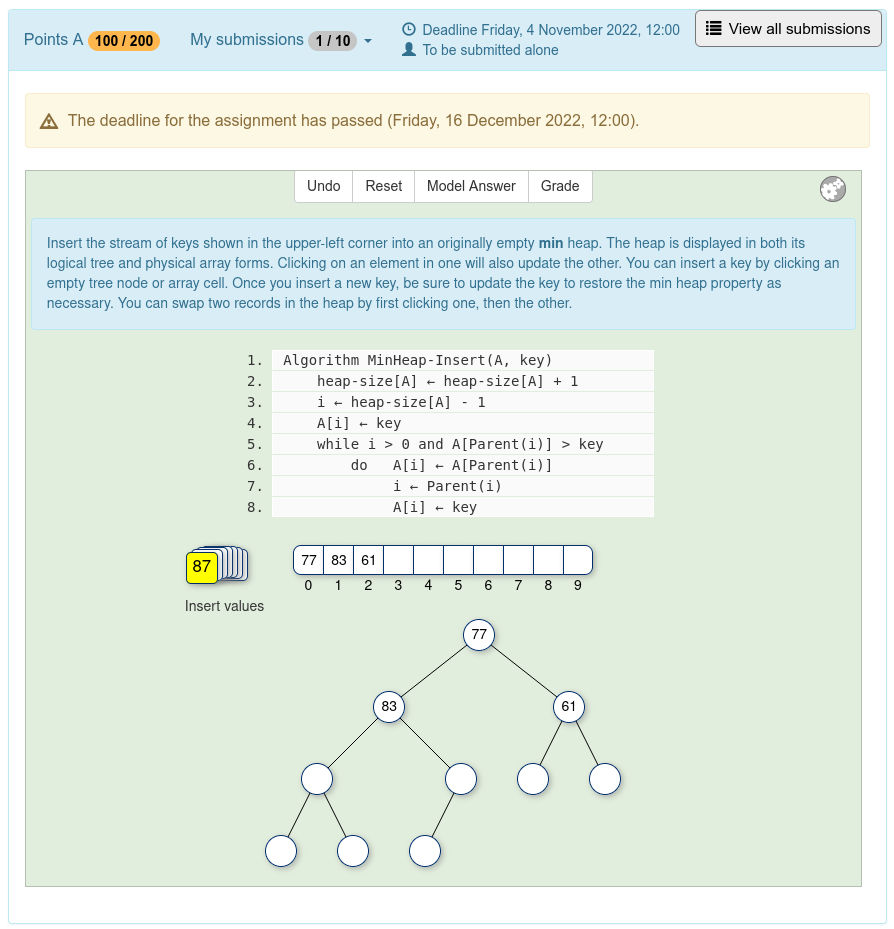 Points A 100 / 200 My submissions 1 / 10
Deadline Friday, 4 November 2022, 12:00
To be submitted alone
View all submissions
The deadline for the assignment has passed (Friday, 16 December 2022, 12:00).
Undo Reset Model Answer Grade
Insert the stream of keys shown in the upper-left corner into an originally empty min heap. The heap is displayed in both its
logical tree and physical array forms. Clicking on an element in one will also update the other. You can insert a key by clicking an
empty tree node or array cell. Once you insert a new key, be sure to update the key to restore the min heap property as
necessary. You can swap two records in the heap by first clicking one, then the other.
1. Algorithm MinHeap-Insert(A, key)
2. heap-size[A] ← heap-size[A] + 1
3. i ← heap-size[A] - 1
4. A[i] ← key
5. while i > 0 and A[Parent(i)] > key
6. do A[i] ← A[Parent(i)]
7. i ← Parent(i)
8. A[i] ← key
87
77 83 61
0 1 2 3 4 5 6 7 8 9
Insert values
77
83 61